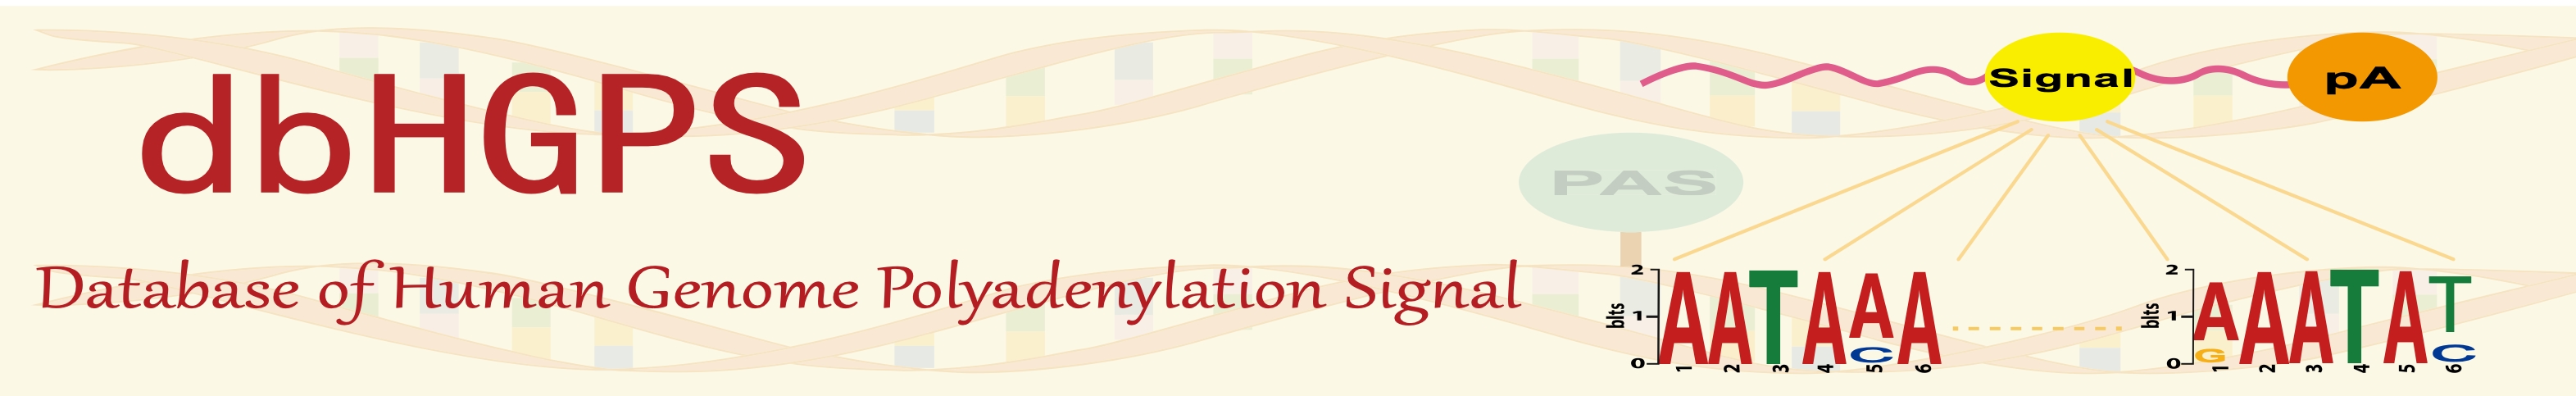 dbHGPS
Database of Human Genome Polyadenylation Signal
Signal
pA
PAS
bits
2
1
0
AATAAA
C
1 2 3 4 5 6
bits
2
1
0
AAATAT
G C
1 2 3 4 5 6